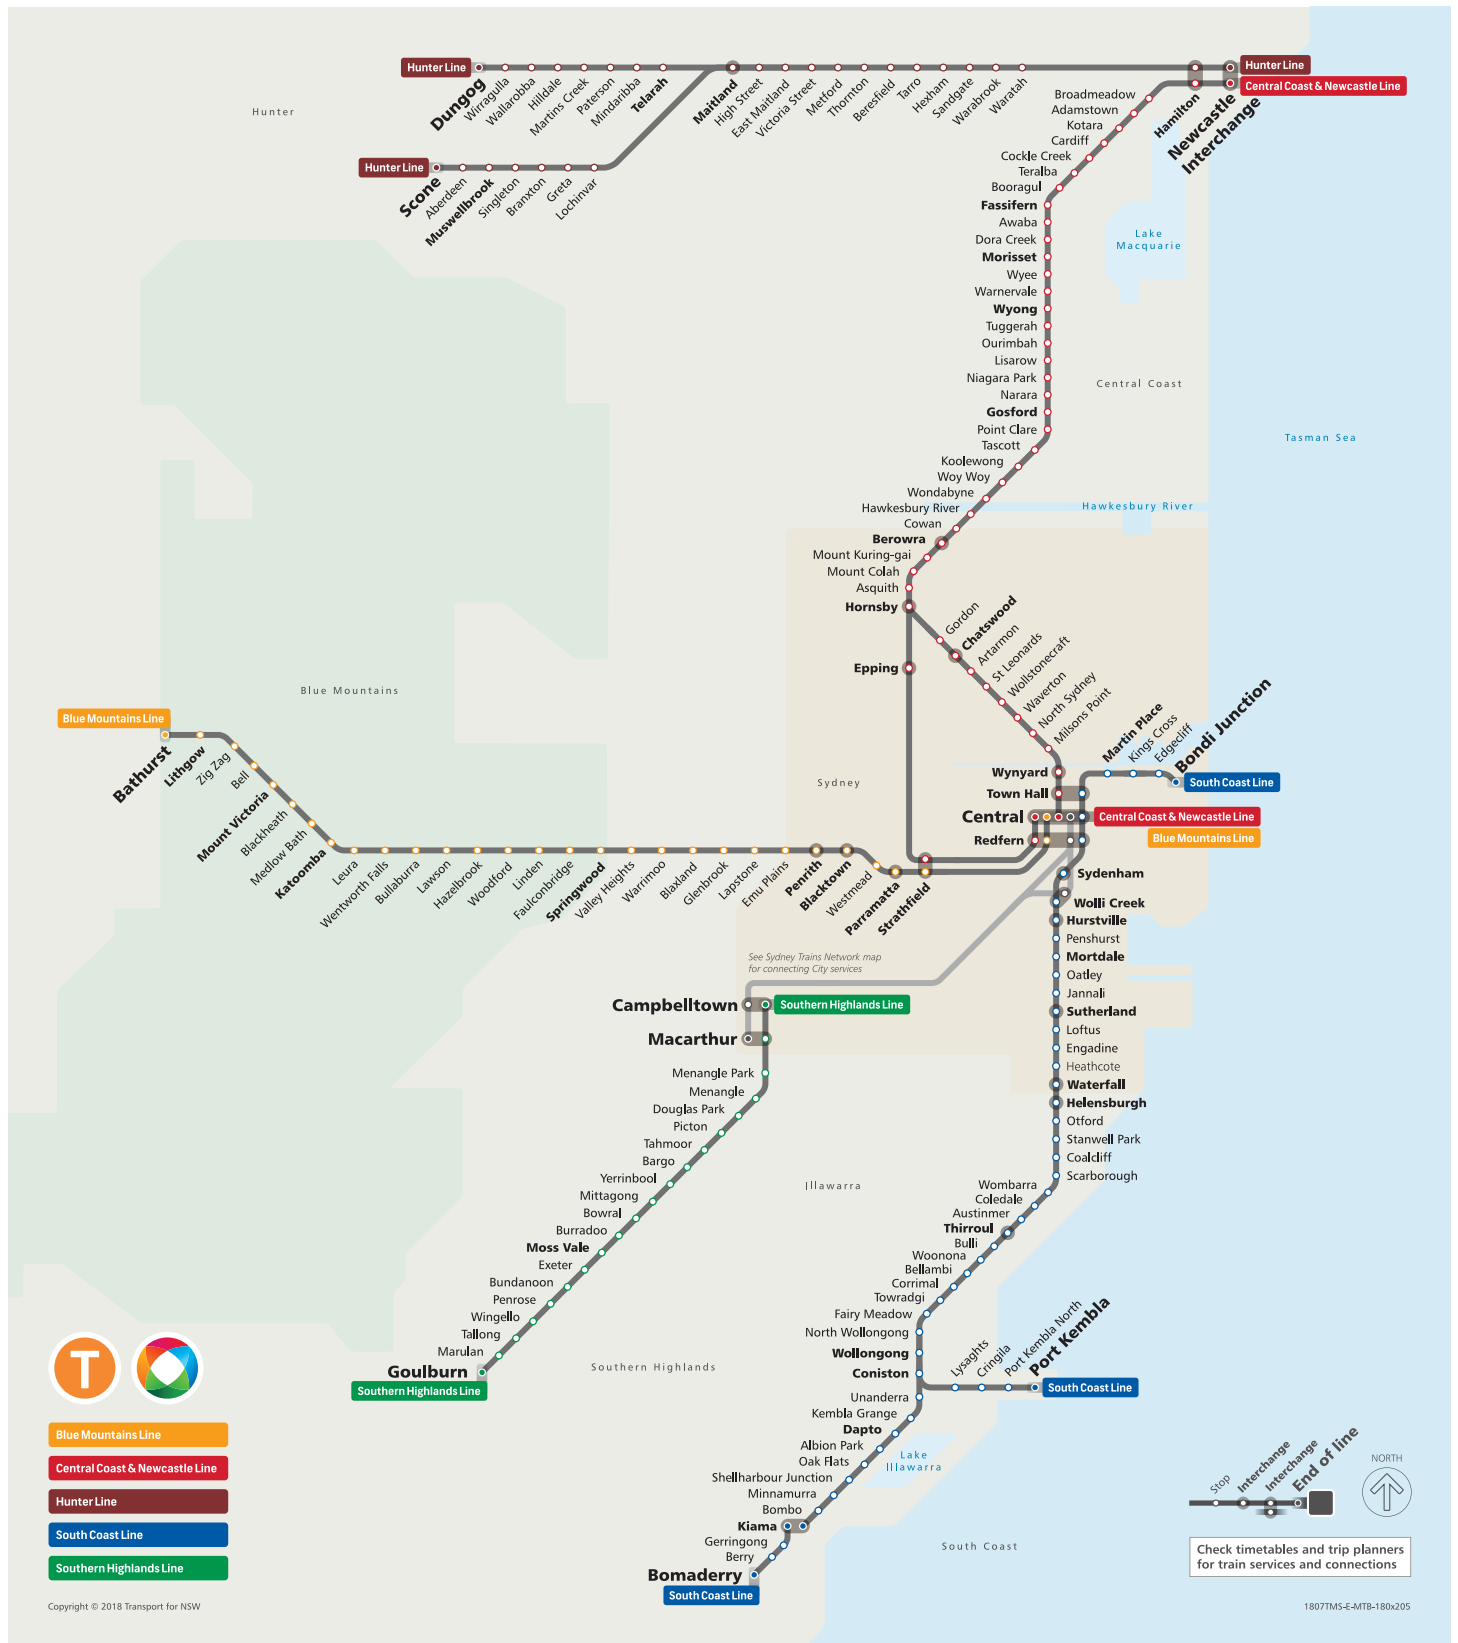 Hunter Line
Dungog
Wirragulla
Wallarobba
Hilldale
Martins Creek
Paterson
Mindaribba
Telarah
Maitland
High Street
East Maitland
Victoria Street
Metford
Thornton
Beresfield
Tarro
Hexham
Sandgate
Warabrook
Waratah
Hamilton
Newcastle
Interchange
Hunter Line
Central Coast & Newcastle Line
Hunter
Hunter Line
Scone
Aberdeen
Muswellbrook
Singleton
Branxton
Greta
Lochinvar
Broadmeadow
Adamstown
Kotara
Cardiff
Cockle Creek
Teralba
Booragul
Fassifern
Awaba
Dora Creek
Morisset
Wyee
Warnervale
Wyong
Tuggerah
Ourimbah
Lisarow
Niagara Park
Narara
Gosford
Point Clare
Tascott
Koolewong
Woy Woy
Wondabyne
Hawkesbury River
Cowan
Berowra
Mount Kuring-gai
Mount Colah
Asquith
Hornsby
Epping
Lake
Macquarie
Central Coast
Tasman Sea
Hawkesbury River
Gordon
Chatswood
Artarmon
St Leonards
Wollstonecraft
Waverton
North Sydney
Milsons Point
Wynyard
Town Hall
Central
Redfern
Martin Place
Kings Cross
Edgecliff
Bondi Junction
South Coast Line
Central Coast & Newcastle Line
Blue Mountains Line
Sydney
Blue Mountains
Blue Mountains Line
Bathurst
Lithgow
Zig Zag
Bell
Mount Victoria
Blackheath
Medlow Bath
Katoomba
Leura
Wentworth Falls
Bullaburra
Lawson
Hazelbrook
Woodford
Linden
Faulconbridge
Springwood
Valley Heights
Warrimoo
Blaxland
Glenbrook
Lapstone
Emu Plains
Penrith
Blacktown
Westmead
Parramatta
Strathfield
Sydenham
Wolli Creek
Hurstville
Penshurst
Mortdale
Oatley
Jannali
Sutherland
Loftus
Engadine
Heathcote
Waterfall
Helensburgh
Otford
Stanwell Park
Coalcliff
Scarborough
Wombarra
Coledale
Austinmer
Thirroul
Bulli
Woonona
Bellambi
Corrimal
Towradgi
Fairy Meadow
North Wollongong
Wollongong
Coniston
Lysaghts
Cringila
Port Kembla North
Port Kembla
South Coast Line
Unanderra
Kembla Grange
Dapto
Albion Park
Oak Flats
Shellharbour Junction
Minnamurra
Bombo
Kiama
Gerringong
Berry
Bomaderry
South Coast Line
Lake
Illawarra
Illawarra
South Coast
See Sydney Trains Network map
for connecting City services
Campbelltown
Southern Highlands Line
Macarthur
Menangle Park
Menangle
Douglas Park
Picton
Tahmoor
Bargo
Yerrinbool
Mittagong
Bowral
Burradoo
Moss Vale
Exeter
Bundanoon
Penrose
Wingello
Tallong
Marulan
Goulburn
Southern Highlands Line
Southern Highlands
T
Blue Mountains Line
Central Coast & Newcastle Line
Hunter Line
South Coast Line
Southern Highlands Line
Copyright © 2018 Transport for NSW
Stop
Interchange
Interchange
End of line
NORTH
Check timetables and trip planners
for train services and connections
1807TMS-E-MTB-180x205